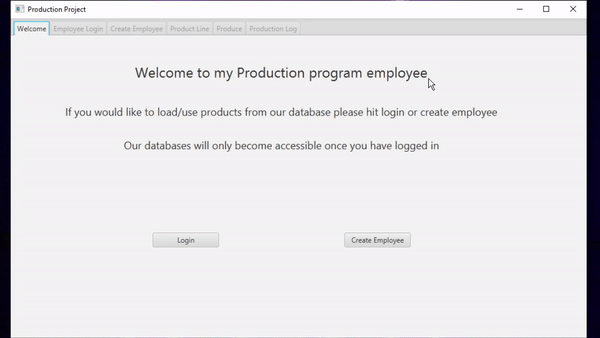 Production Project
Welcome Employee Login Create Employee Product Line Produce Production Log
Welcome to my Production program employee
If you would like to load/use products from our database please hit login or create employee
Our databases will only become accessible once you have logged in
Login Create Employee